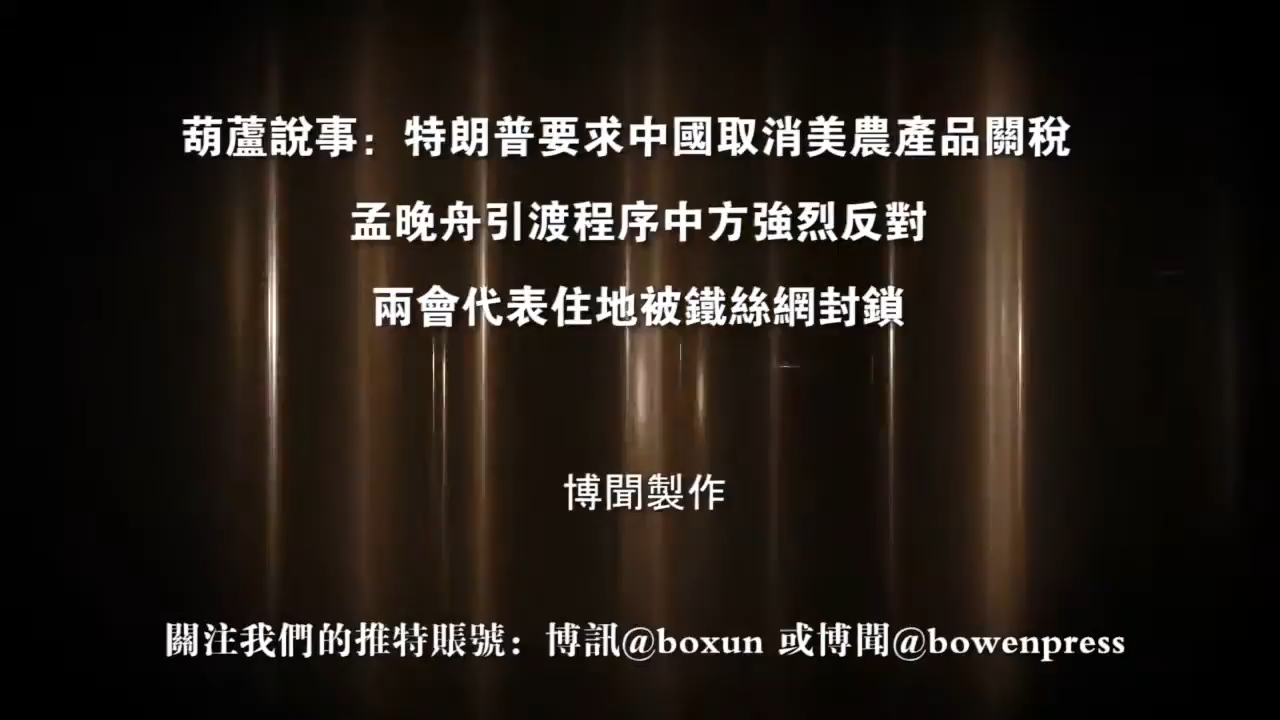 葫蘆說事：特朗普要求中國取消美農產品關稅
孟晚舟引渡程序中方強烈反對
兩會代表住地被鐵絲網封鎖
博聞製作
關注我們的推特賬號：博訊@boxun 或博聞@bowenpress